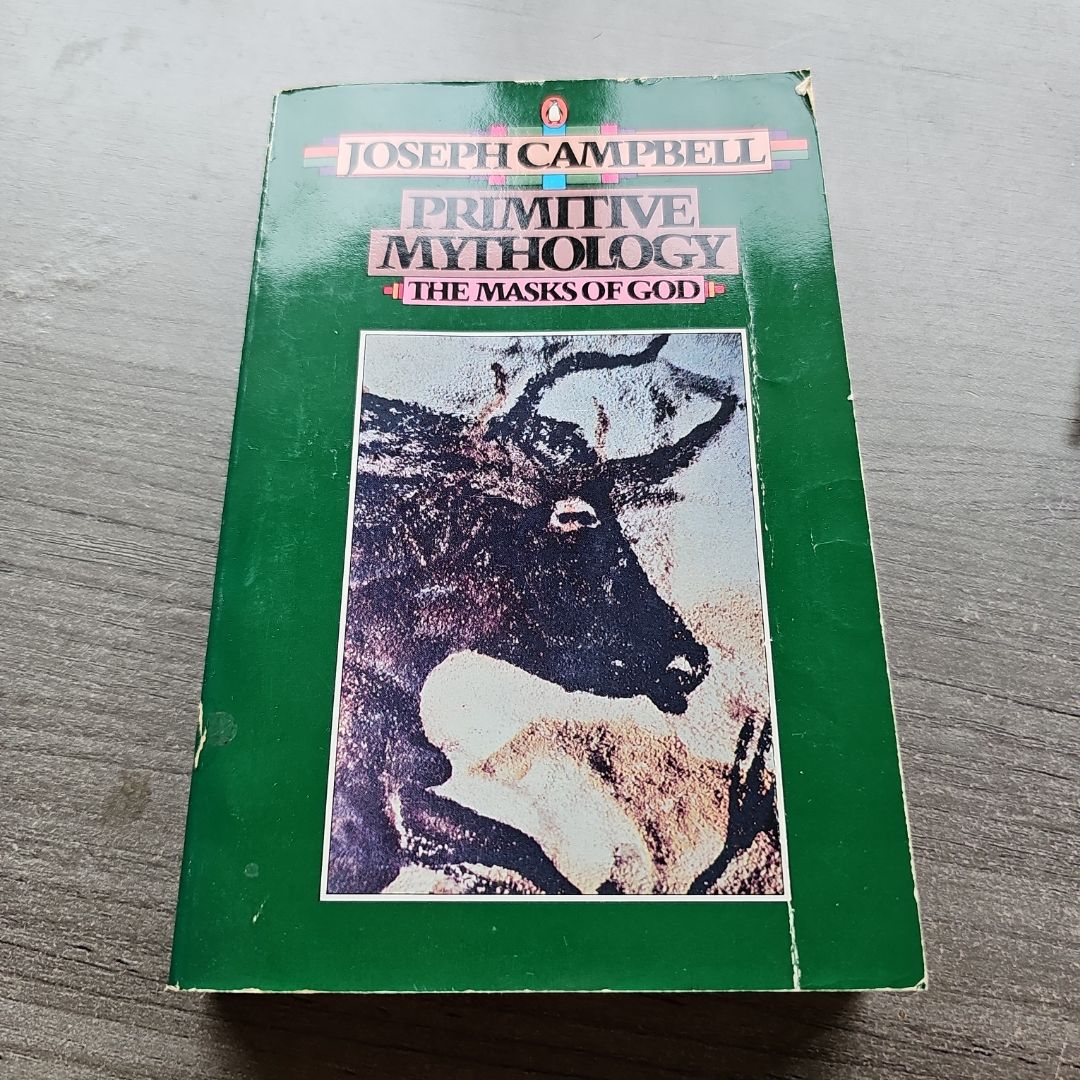 JOSEPH CAMPBELL
PRIMITIVE
MYTHOLOGY
THE MASKS OF GOD